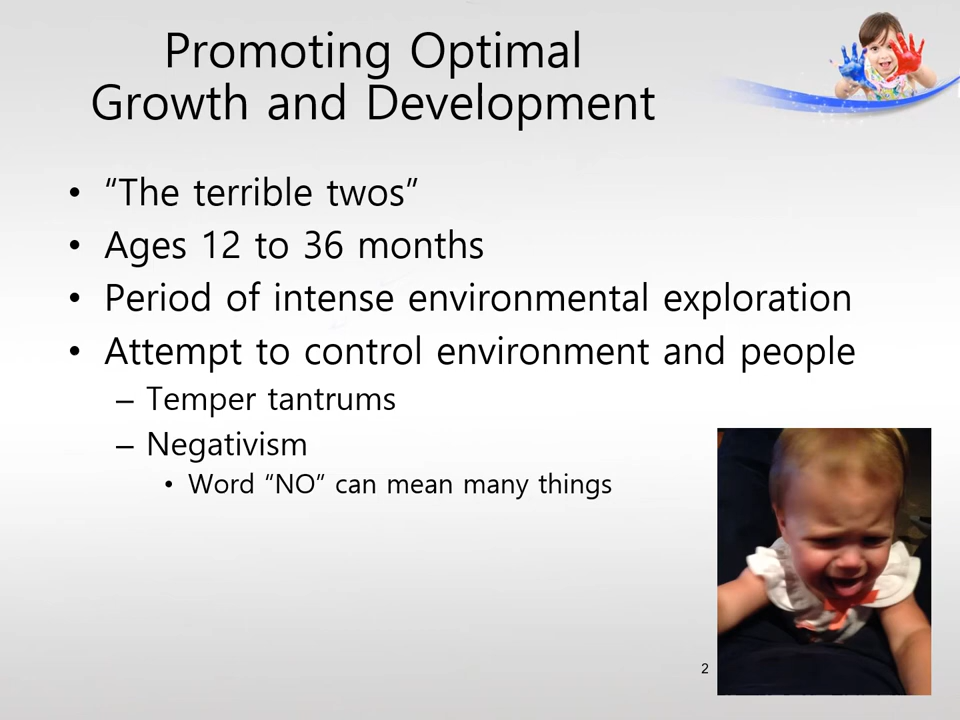 Promoting Optimal
Growth and Development
• “The terrible twos”
• Ages 12 to 36 months
• Period of intense environmental exploration
• Attempt to control environment and people
– Temper tantrums
– Negativism
• Word “NO” can mean many things
2